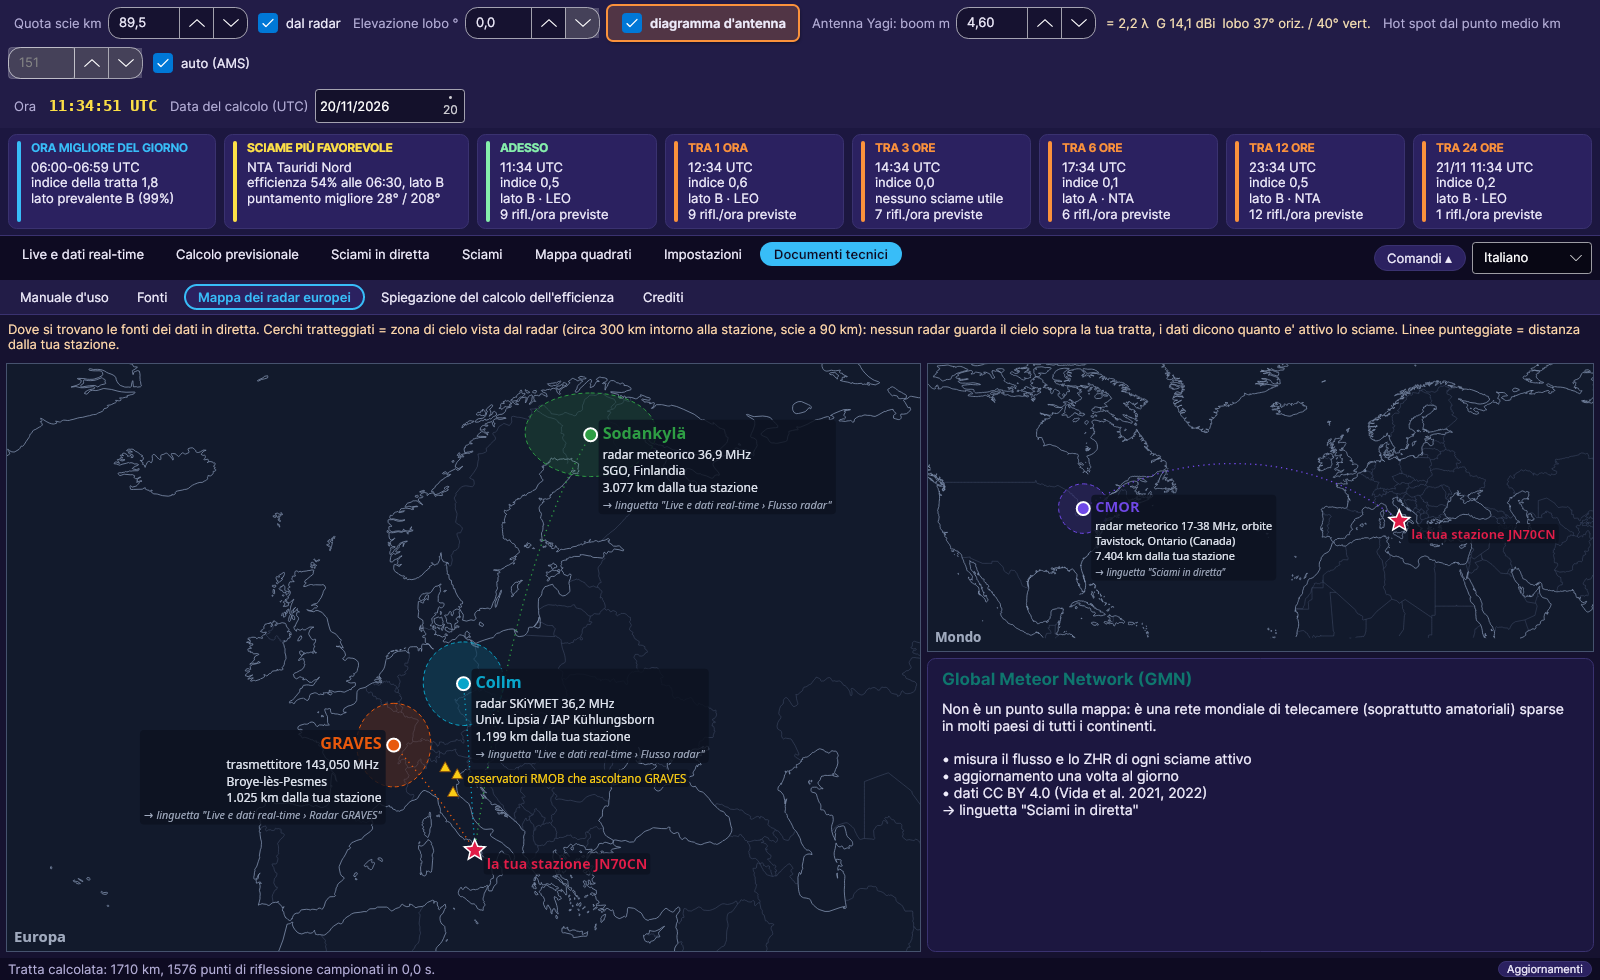 Quota scie km 89,5 dal radar Elevazione lobo ° 0,0 diagramma d'antenna Antenna Yagi: boom m 4,60 = 2,2 λ G 14,1 dBi lobo 37° oriz. / 40° vert. Hot spot dal punto medio km
151 auto (AMS)
Ora 11:34:51 UTC Data del calcolo (UTC) 20/11/2026 20
ORA MIGLIORE DEL GIORNO
06:00-06:59 UTC
indice della tratta 1,8
lato prevalente B (99%)
SCIAME PIÙ FAVOREVOLE
NTA Tauridi Nord
efficienza 54% alle 06:30, lato B
puntamento migliore 28° / 208°
ADESSO
11:34 UTC
indice 0,5
lato B · LEO
9 rifl./ora previste
TRA 1 ORA
12:34 UTC
indice 0,6
lato B · LEO
9 rifl./ora previste
TRA 3 ORE
14:34 UTC
indice 0,0
nessuno sciame utile
7 rifl./ora previste
TRA 6 ORE
17:34 UTC
indice 0,1
lato A · NTA
6 rifl./ora previste
TRA 12 ORE
23:34 UTC
indice 0,5
lato B · NTA
12 rifl./ora previste
TRA 24 ORE
21/11 11:34 UTC
indice 0,2
lato B · LEO
1 rifl./ora previste
Live e dati real-time Calcolo previsionale Sciami in diretta Sciami Mappa quadrati Impostazioni Documenti tecnici Comandi ▴ Italiano
Manuale d'uso Fonti Mappa dei radar europei Spiegazione del calcolo dell'efficienza Crediti
Dove si trovano le fonti dei dati in diretta. Cerchi tratteggiati = zona di cielo vista dal radar (circa 300 km intorno alla stazione, scie a 90 km): nessun radar guarda il cielo sopra la tua tratta, i dati dicono quanto e' attivo lo sciame. Linee punteggiate = distanza
dalla tua stazione.
Sodankylä
radar meteorico 36,9 MHz
SGO, Finlandia
3.077 km dalla tua stazione
→ linguetta "Live e dati real-time › Flusso radar"
Collm
radar SKiYMET 36,2 MHz
Univ. Lipsia / IAP Kühlungsborn
1.199 km dalla tua stazione
→ linguetta "Live e dati real-time › Flusso radar"
GRAVES
trasmettitore 143,050 MHz
Broye-lès-Pesmes
1.025 km dalla tua stazione
→ linguetta "Live e dati real-time › Radar GRAVES"
osservatori RMOB che ascoltano GRAVES
la tua stazione JN70CN
Europa
CMOR
radar meteorico 17-38 MHz, orbite
Tavistock, Ontario (Canada)
7.404 km dalla tua stazione
→ linguetta "Sciami in diretta"
la tua stazione JN70CN
Mondo
Global Meteor Network (GMN)
Non è un punto sulla mappa: è una rete mondiale di telecamere (soprattutto amatoriali) sparse
in molti paesi di tutti i continenti.
• misura il flusso e lo ZHR di ogni sciame attivo
• aggiornamento una volta al giorno
• dati CC BY 4.0 (Vida et al. 2021, 2022)
→ linguetta "Sciami in diretta"
Tratta calcolata: 1710 km, 1576 punti di riflessione campionati in 0,0 s.
Aggiornamenti